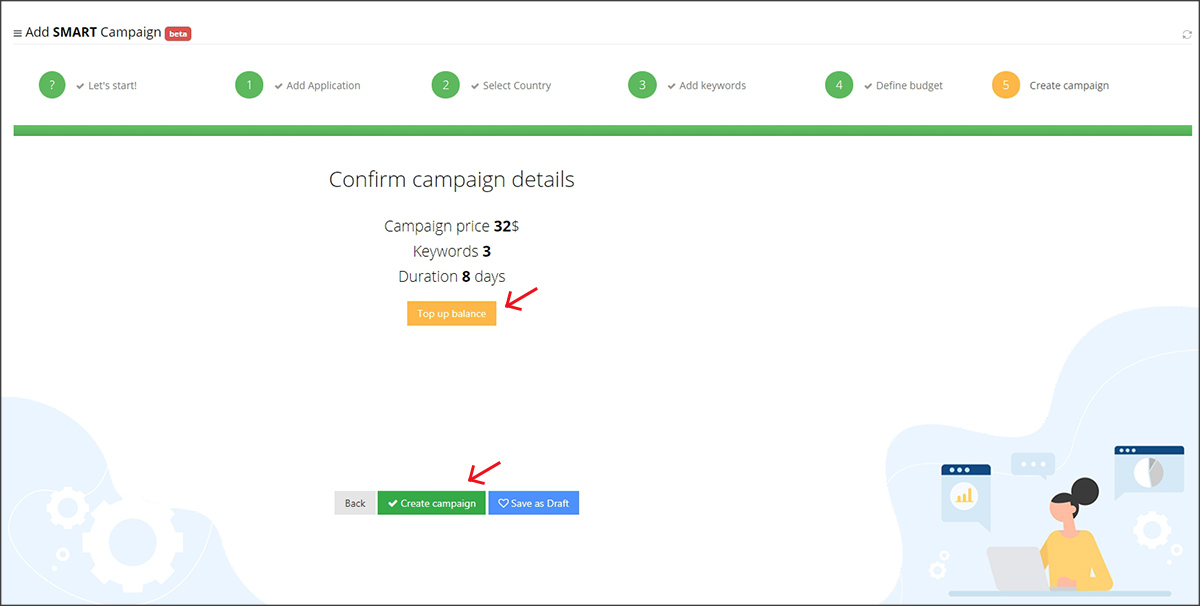 Add SMART Campaign beta
? Let's start! 1 Add Application 2 Select Country 3 Add keywords 4 Define budget 5 Create campaign
Confirm campaign details
Campaign price 32$
Keywords 3
Duration 8 days
Top up balance
Back Create campaign Save as Draft